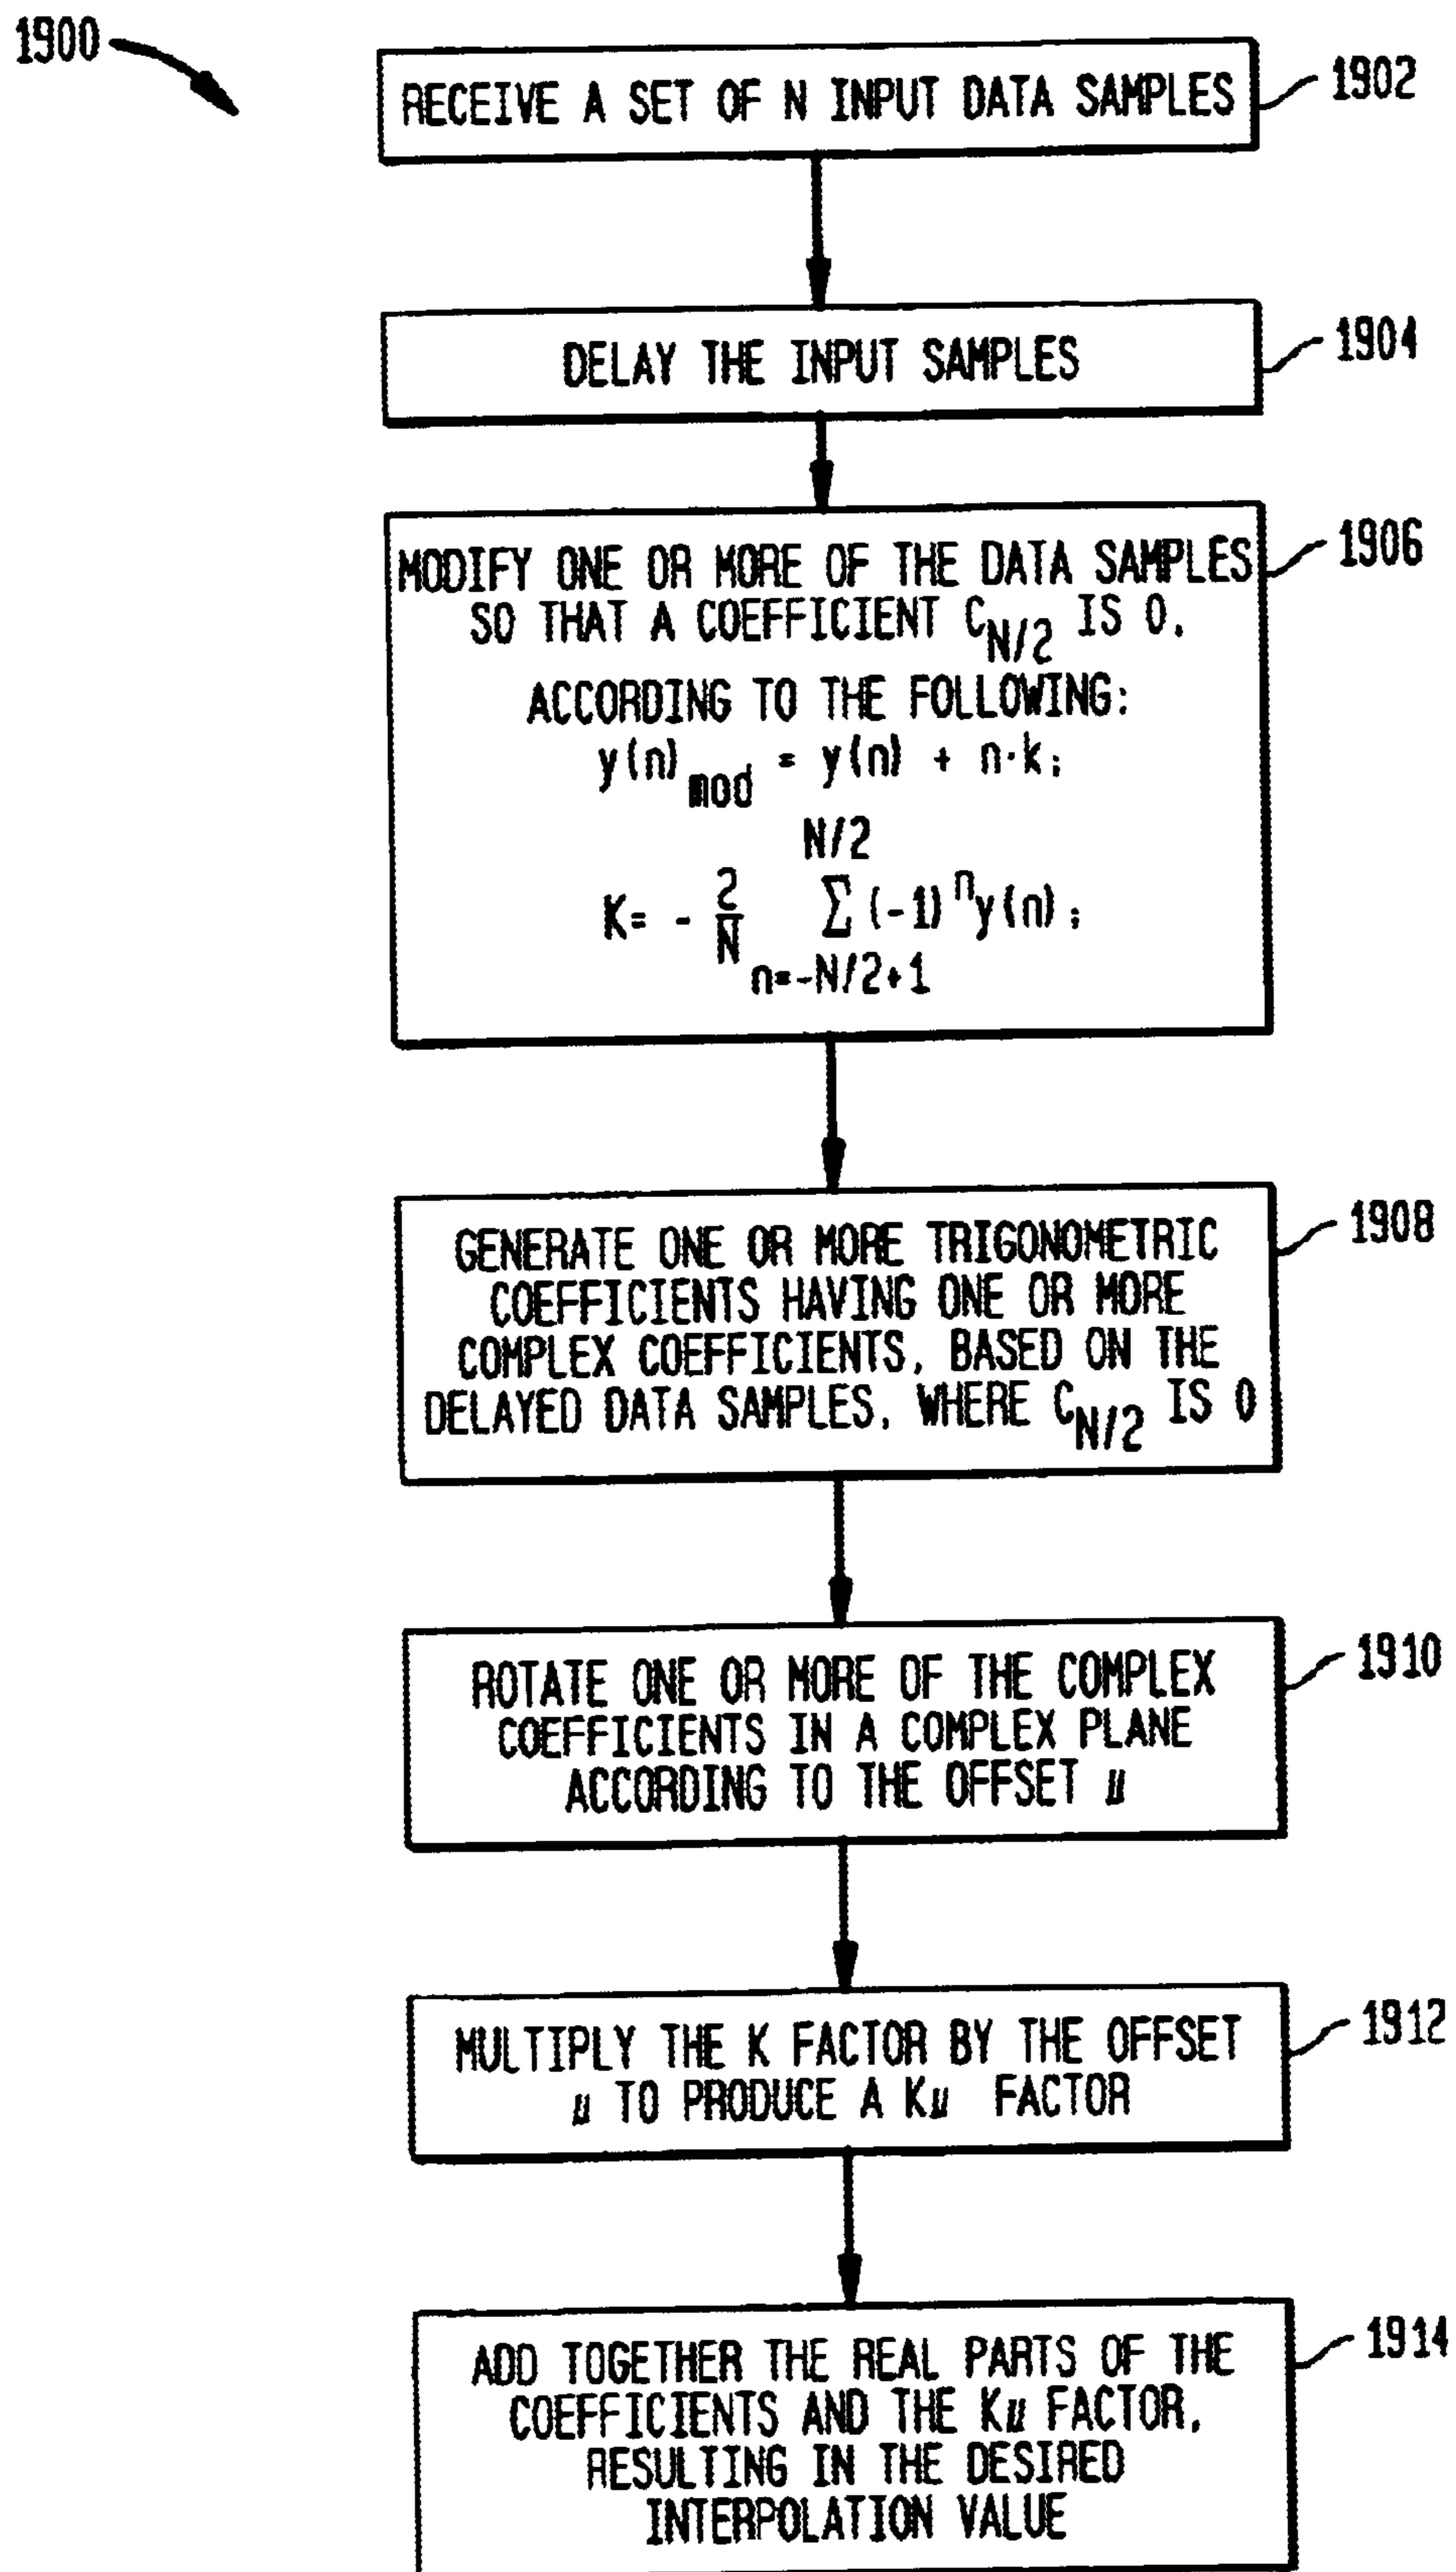 1900
RECEIVE A SET OF N INPUT DATA SAMPLES
1902
DELAY THE INPUT SAMPLES
1904
MODIFY ONE OR MORE OF THE DATA SAMPLES
SO THAT A COEFFICIENT C_{N/2} IS 0,
ACCORDING TO THE FOLLOWING:
y(n)_{mod} = y(n) + n·k;
N/2
K= - 2/N Σ (-1)^n y(n);
n=-N/2+1
1906
GENERATE ONE OR MORE TRIGONOMETRIC
COEFFICIENTS HAVING ONE OR MORE
COMPLEX COEFFICIENTS, BASED ON THE
DELAYED DATA SAMPLES, WHERE C_{N/2} IS 0
1908
ROTATE ONE OR MORE OF THE COMPLEX
COEFFICIENTS IN A COMPLEX PLANE
ACCORDING TO THE OFFSET μ
1910
MULTIPLY THE K FACTOR BY THE OFFSET
μ TO PRODUCE A Kμ FACTOR
1912
ADD TOGETHER THE REAL PARTS OF THE
COEFFICIENTS AND THE Kμ FACTOR,
RESULTING IN THE DESIRED
INTERPOLATION VALUE
1914